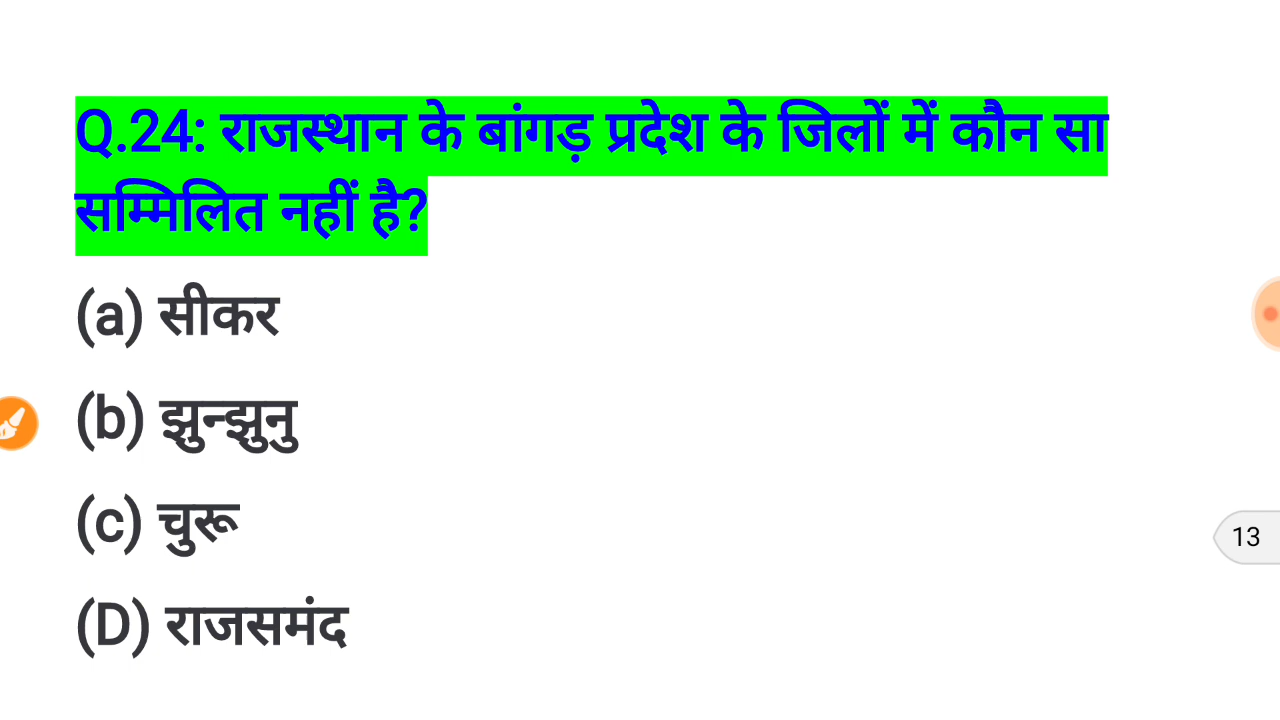 Q.24: राजस्थान के बांगड़ प्रदेश के जिलों में कौन सा
सम्मिलित नहीं है?
(a) सीकर
(b) झुन्झुनु
(c) चुरू
(D) राजसमंद
13